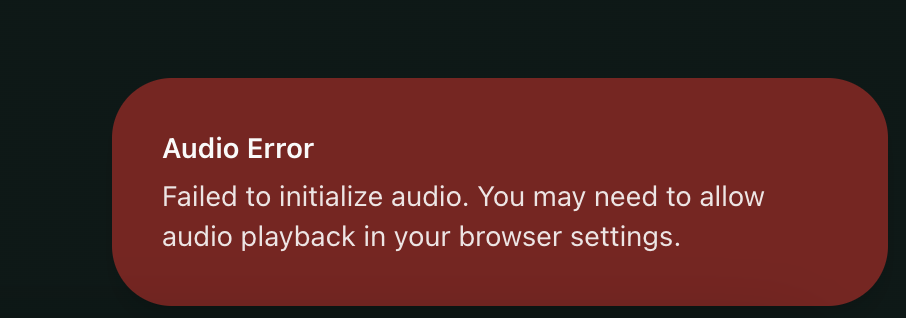 Audio Error
Failed to initialize audio. You may need to allow
audio playback in your browser settings.